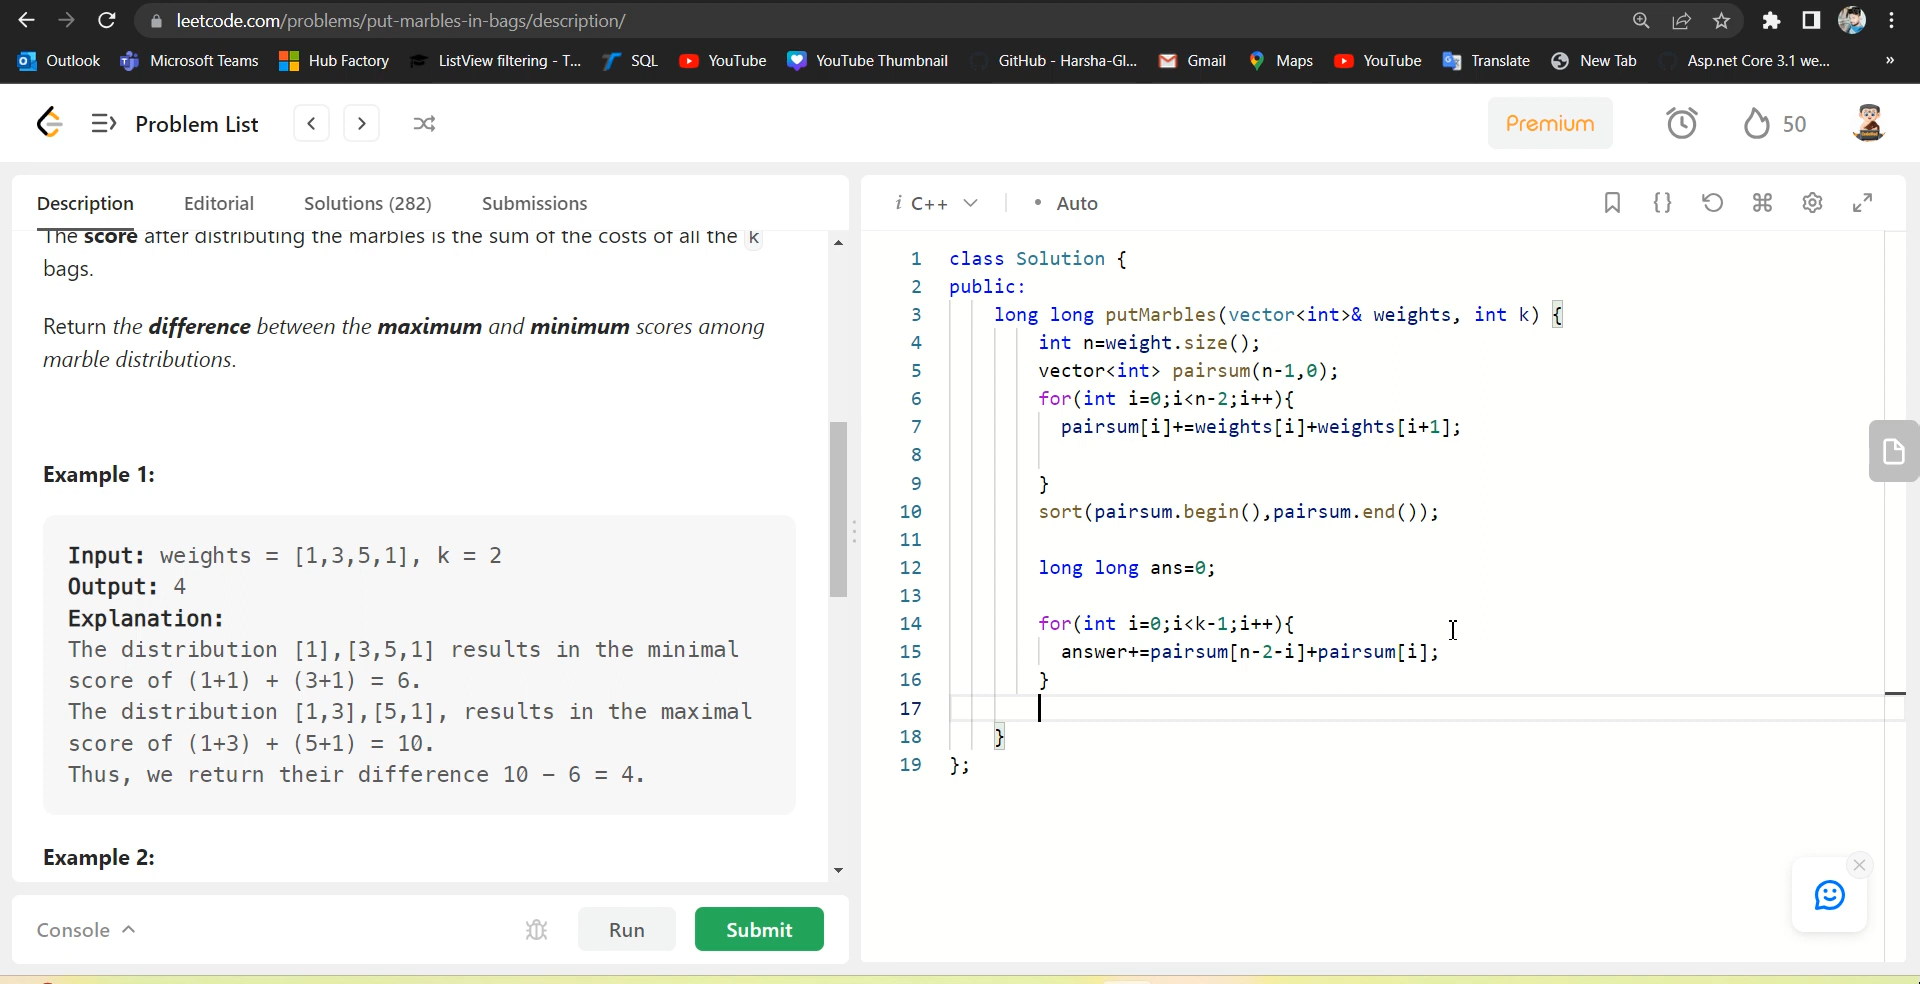 leetcode.com/problems/put-marbles-in-bags/description/
Outlook Microsoft Teams Hub Factory ListView filtering - T... SQL YouTube YouTube Thumbnail GitHub - Harsha-Gl... Gmail Maps YouTube Translate New Tab Asp.net Core 3.1 we... »
Problem List
Premium
50
Description Editorial Solutions (282) Submissions
The score after distributing the marbles is the sum of the costs of all the k
bags.
Return the difference between the maximum and minimum scores among
marble distributions.
Example 1:
Input: weights = [1,3,5,1], k = 2
Output: 4
Explanation:
The distribution [1],[3,5,1] results in the minimal
score of (1+1) + (3+1) = 6.
The distribution [1,3],[5,1], results in the maximal
score of (1+3) + (5+1) = 10.
Thus, we return their difference 10 - 6 = 4.
Example 2:
Console
Run
Submit
i C++ • Auto
1 class Solution {
2 public:
3 long long putMarbles(vector<int>& weights, int k) {
4 int n=weight.size();
5 vector<int> pairsum(n-1,0);
6 for(int i=0;i<n-2;i++){
7 pairsum[i]+=weights[i]+weights[i+1];
8
9 }
10 sort(pairsum.begin(),pairsum.end());
11
12 long long ans=0;
13
14 for(int i=0;i<k-1;i++){
15 answer+=pairsum[n-2-i]+pairsum[i];
16 }
17
18 }
19 };